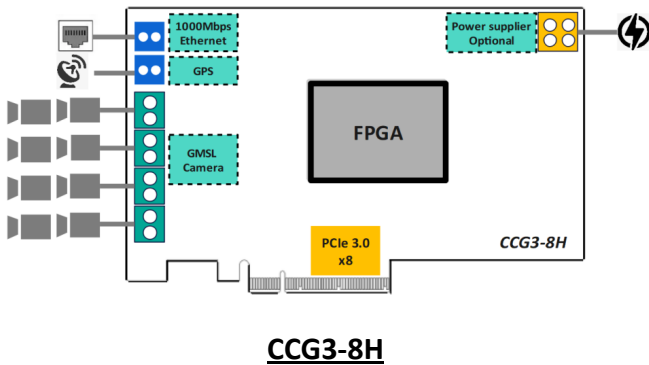 1000Mbps
Ethernet
Power supplier
Optional
GPS
FPGA
GMSL
Camera
PCIe 3.0
x8
CCG3-8H
CCG3-8H